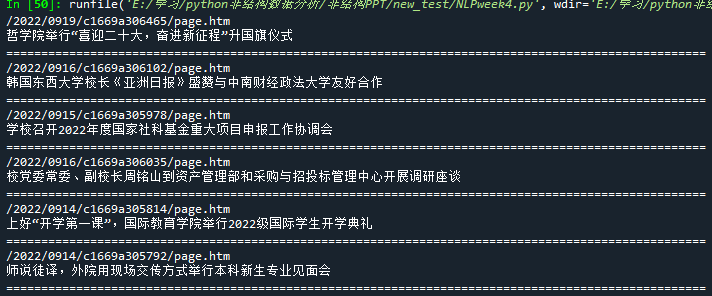 In [50]: runfile('E:/学习/python非结构数据分析/非结构PPT/new_test/NLPweek4.py', wdir='E:/学习/python非结
/2022/0919/c1669a306465/page.htm
哲学院举行“喜迎二十大，奋进新征程”升国旗仪式
================================================================================
/2022/0916/c1669a306102/page.htm
韩国东西大学校长《亚洲日报》盛赞与中南财经政法大学友好合作
================================================================================
/2022/0915/c1669a305978/page.htm
学校召开2022年度国家社科基金重大项目申报工作协调会
================================================================================
/2022/0916/c1669a306035/page.htm
校党委常委、副校长周铭山到资产管理部和采购与招投标管理中心开展调研座谈
================================================================================
/2022/0914/c1669a305814/page.htm
上好“开学第一课”，国际教育学院举行2022级国际学生开学典礼
================================================================================
/2022/0914/c1669a305792/page.htm
师说徒译，外院用现场交传方式举行本科新生专业见面会
================================================================================